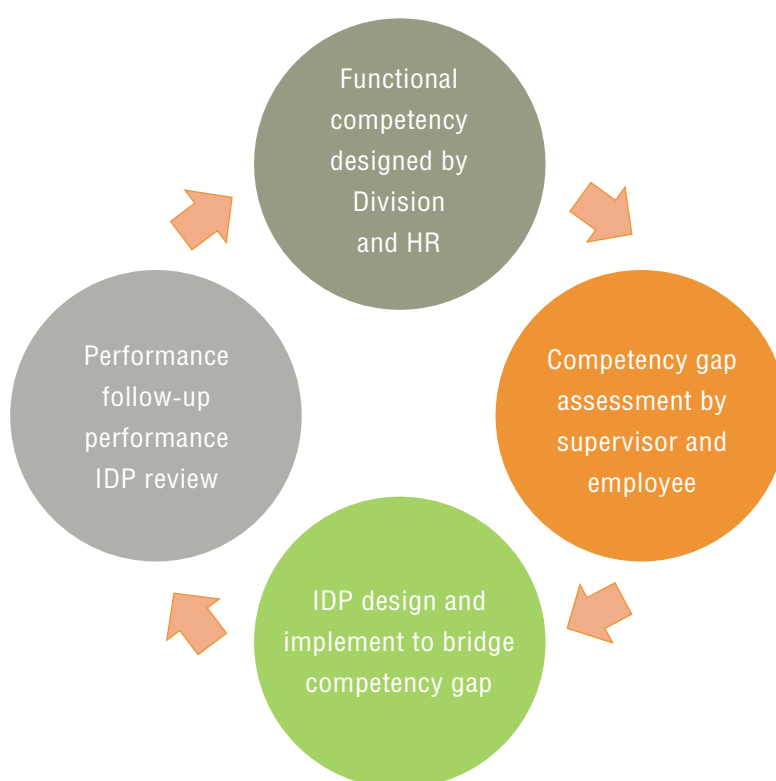 Functional
competency
designed by
Division
and HR
Competency gap
assessment by
supervisor and
employee
IDP design and
implement to bridge
competency gap
Performance
follow-up
performance
IDP review